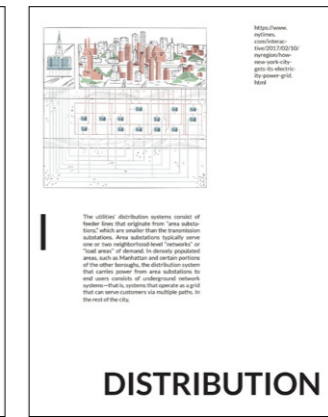 https://www.
nytimes.
com/interac-
tive/2017/02/10/
nyregion/how-
new-york-city-
gets-its-electric-
ity-power-grid.
html
The utilities' distribution systems consist of
feeder lines that originate from "area substa-
tions," which are smaller than the transmission
substations. Area substations typically serve
one or two neighborhood-level "networks" or
"load areas" of demand. In densely populated
areas, such as Manhattan and certain portions
of the other boroughs, the distribution system
that carries power from area substations to
end users consists of underground network
systems—that is, systems that operate as a grid
that can serve customers via multiple paths. In
the rest of the city,
DISTRIBUTION